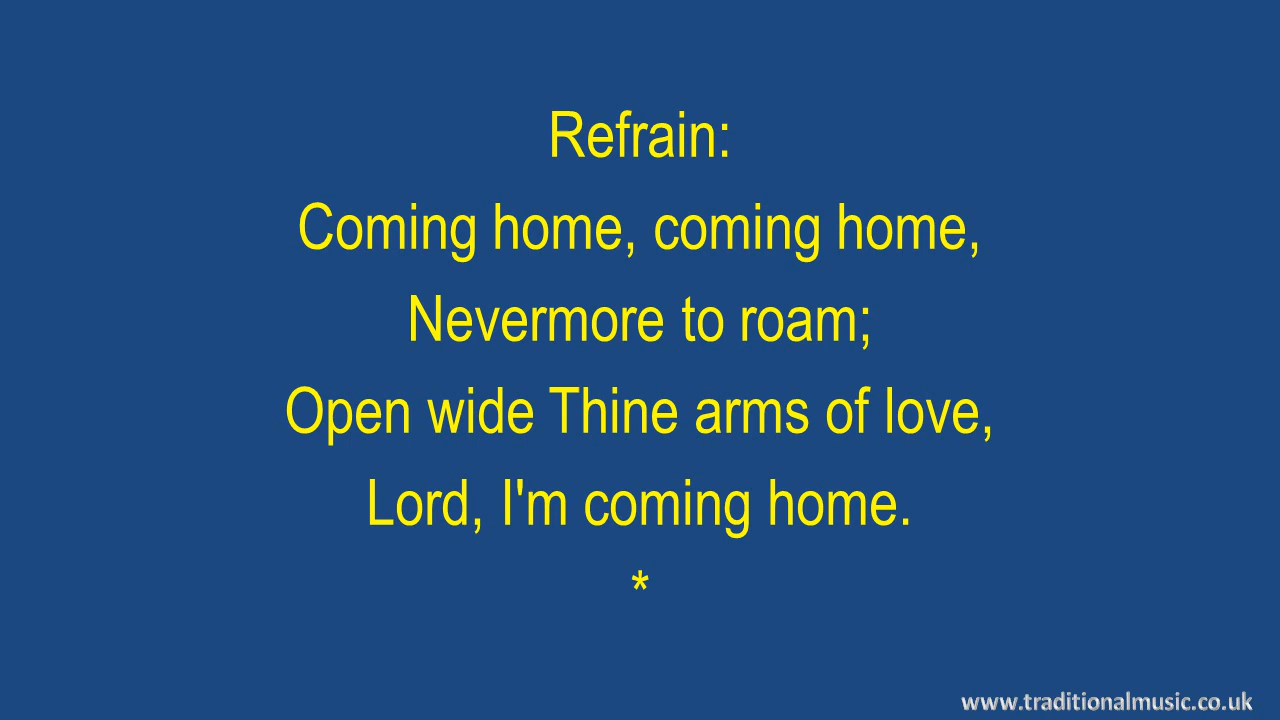 Refrain:
Coming home, coming home,
Nevermore to roam;
Open wide Thine arms of love,
Lord, I'm coming home.
*
www.traditionalmusic.co.uk